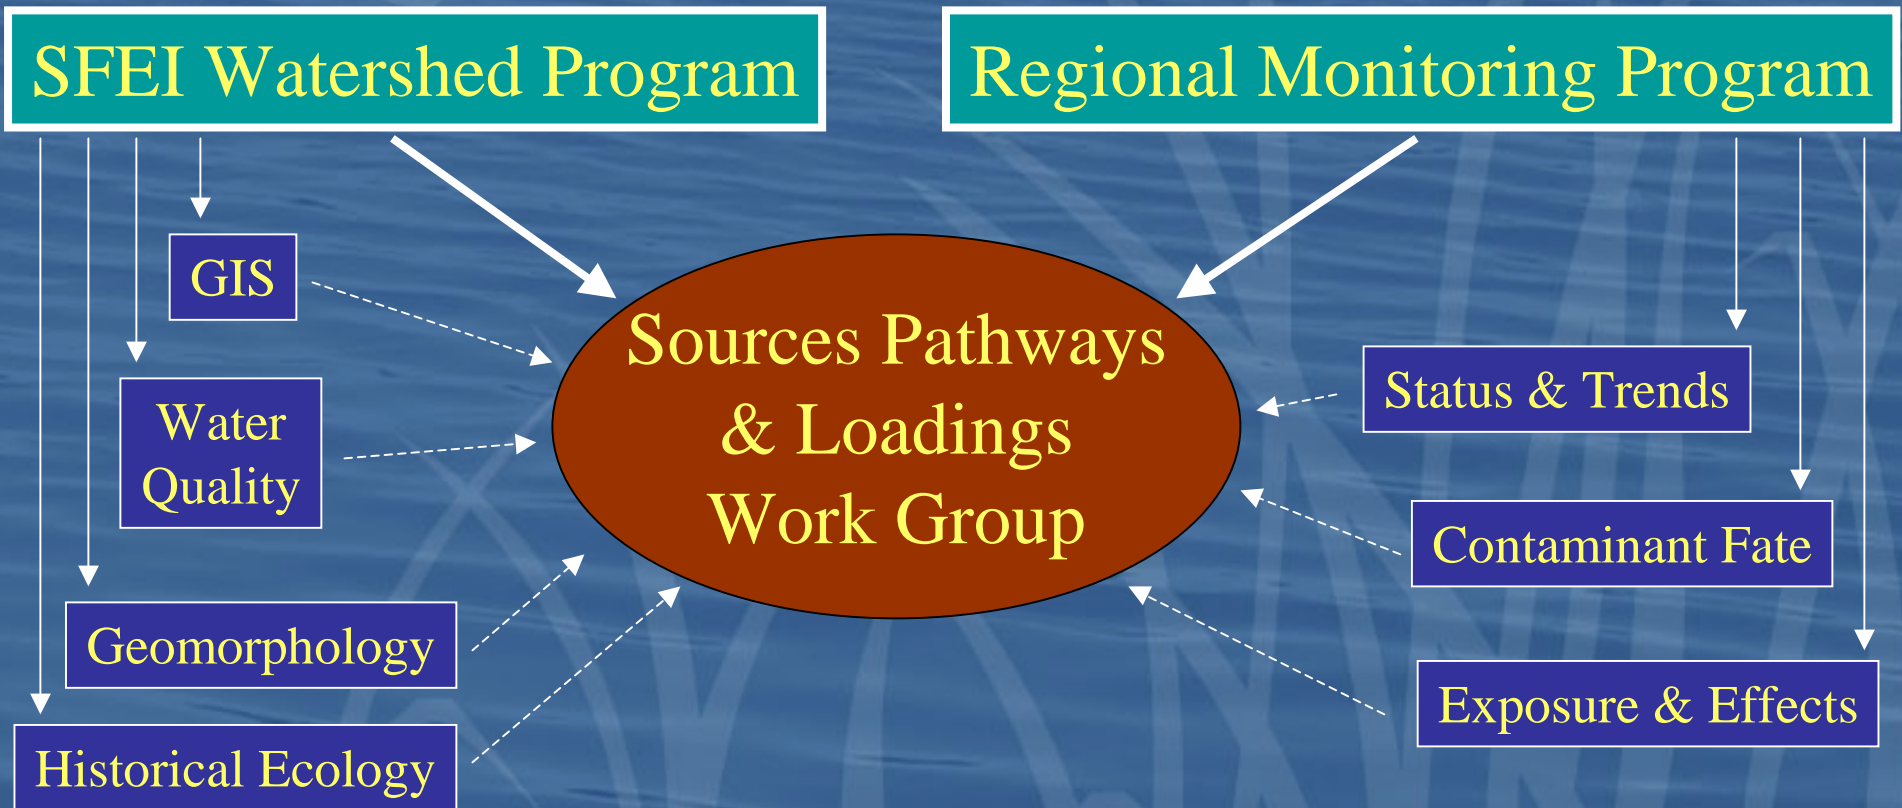 SFEI Watershed Program
Regional Monitoring Program
GIS
Water
Quality
Geomorphology
Historical Ecology
Sources Pathways
& Loadings
Work Group
Status & Trends
Contaminant Fate
Exposure & Effects